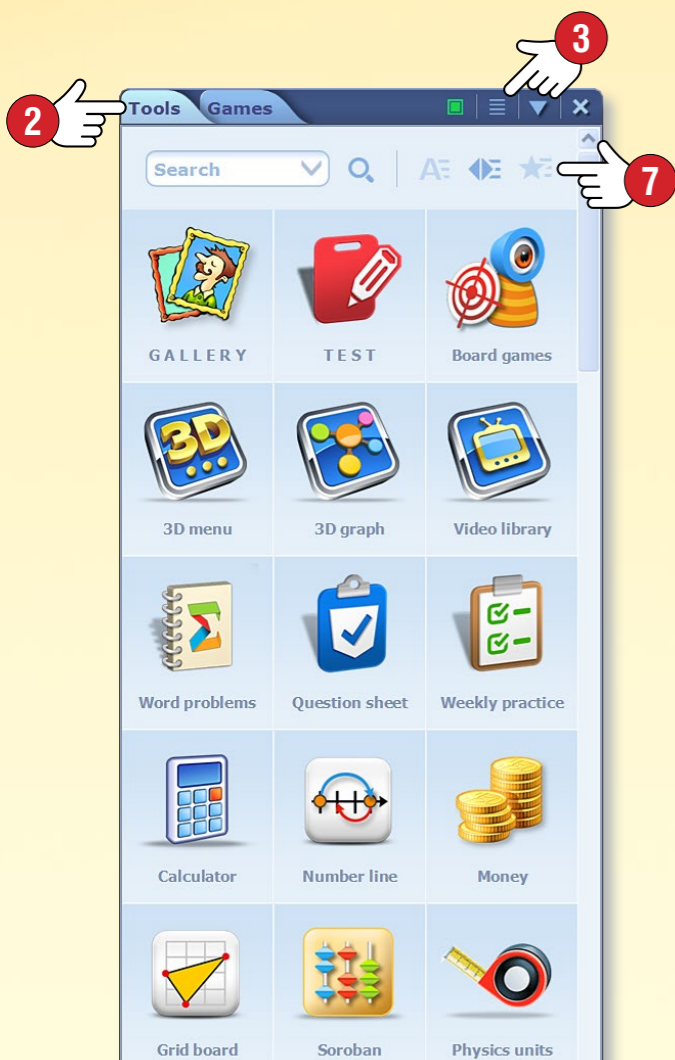 3
2
Tools Games
Search
7
GALLERY TEST Board games
3D
3D menu 3D graph Video library
Word problems Question sheet Weekly practice
Calculator Number line Money
Grid board Soroban Physics units